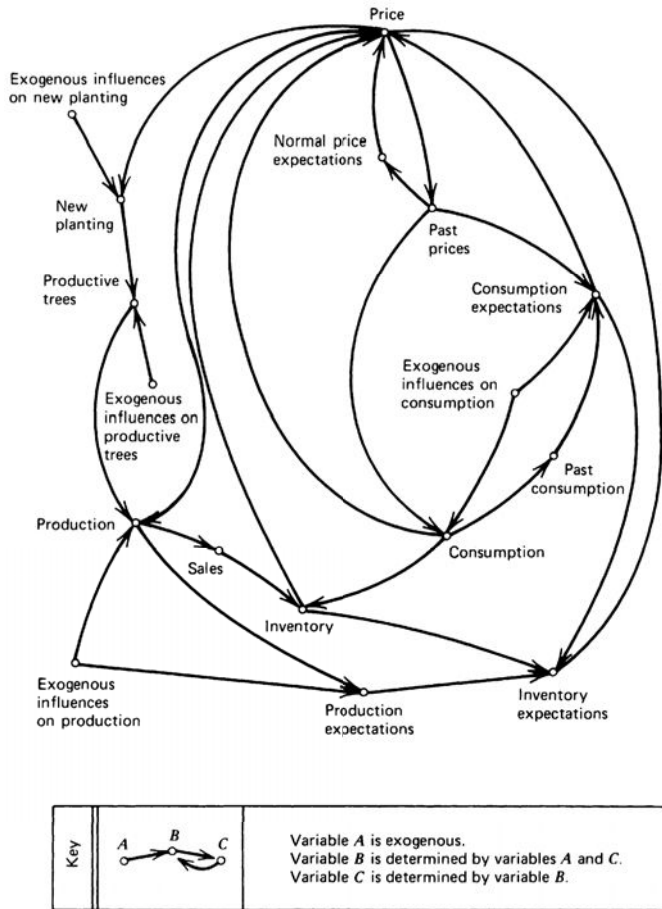 Price
Exogenous influences
on new planting
Normal price
expectations
New
planting
Past
prices
Productive
trees
Consumption
expectations
Exogenous
influences on
consumption
Exogenous
influences on
productive
trees
Past
consumption
Production
Sales
Consumption
Inventory
Exogenous
influences
on production
Production
expectations
Inventory
expectations
Key
A
B
C
Variable A is exogenous.
Variable B is determined by variables A and C.
Variable C is determined by variable B.